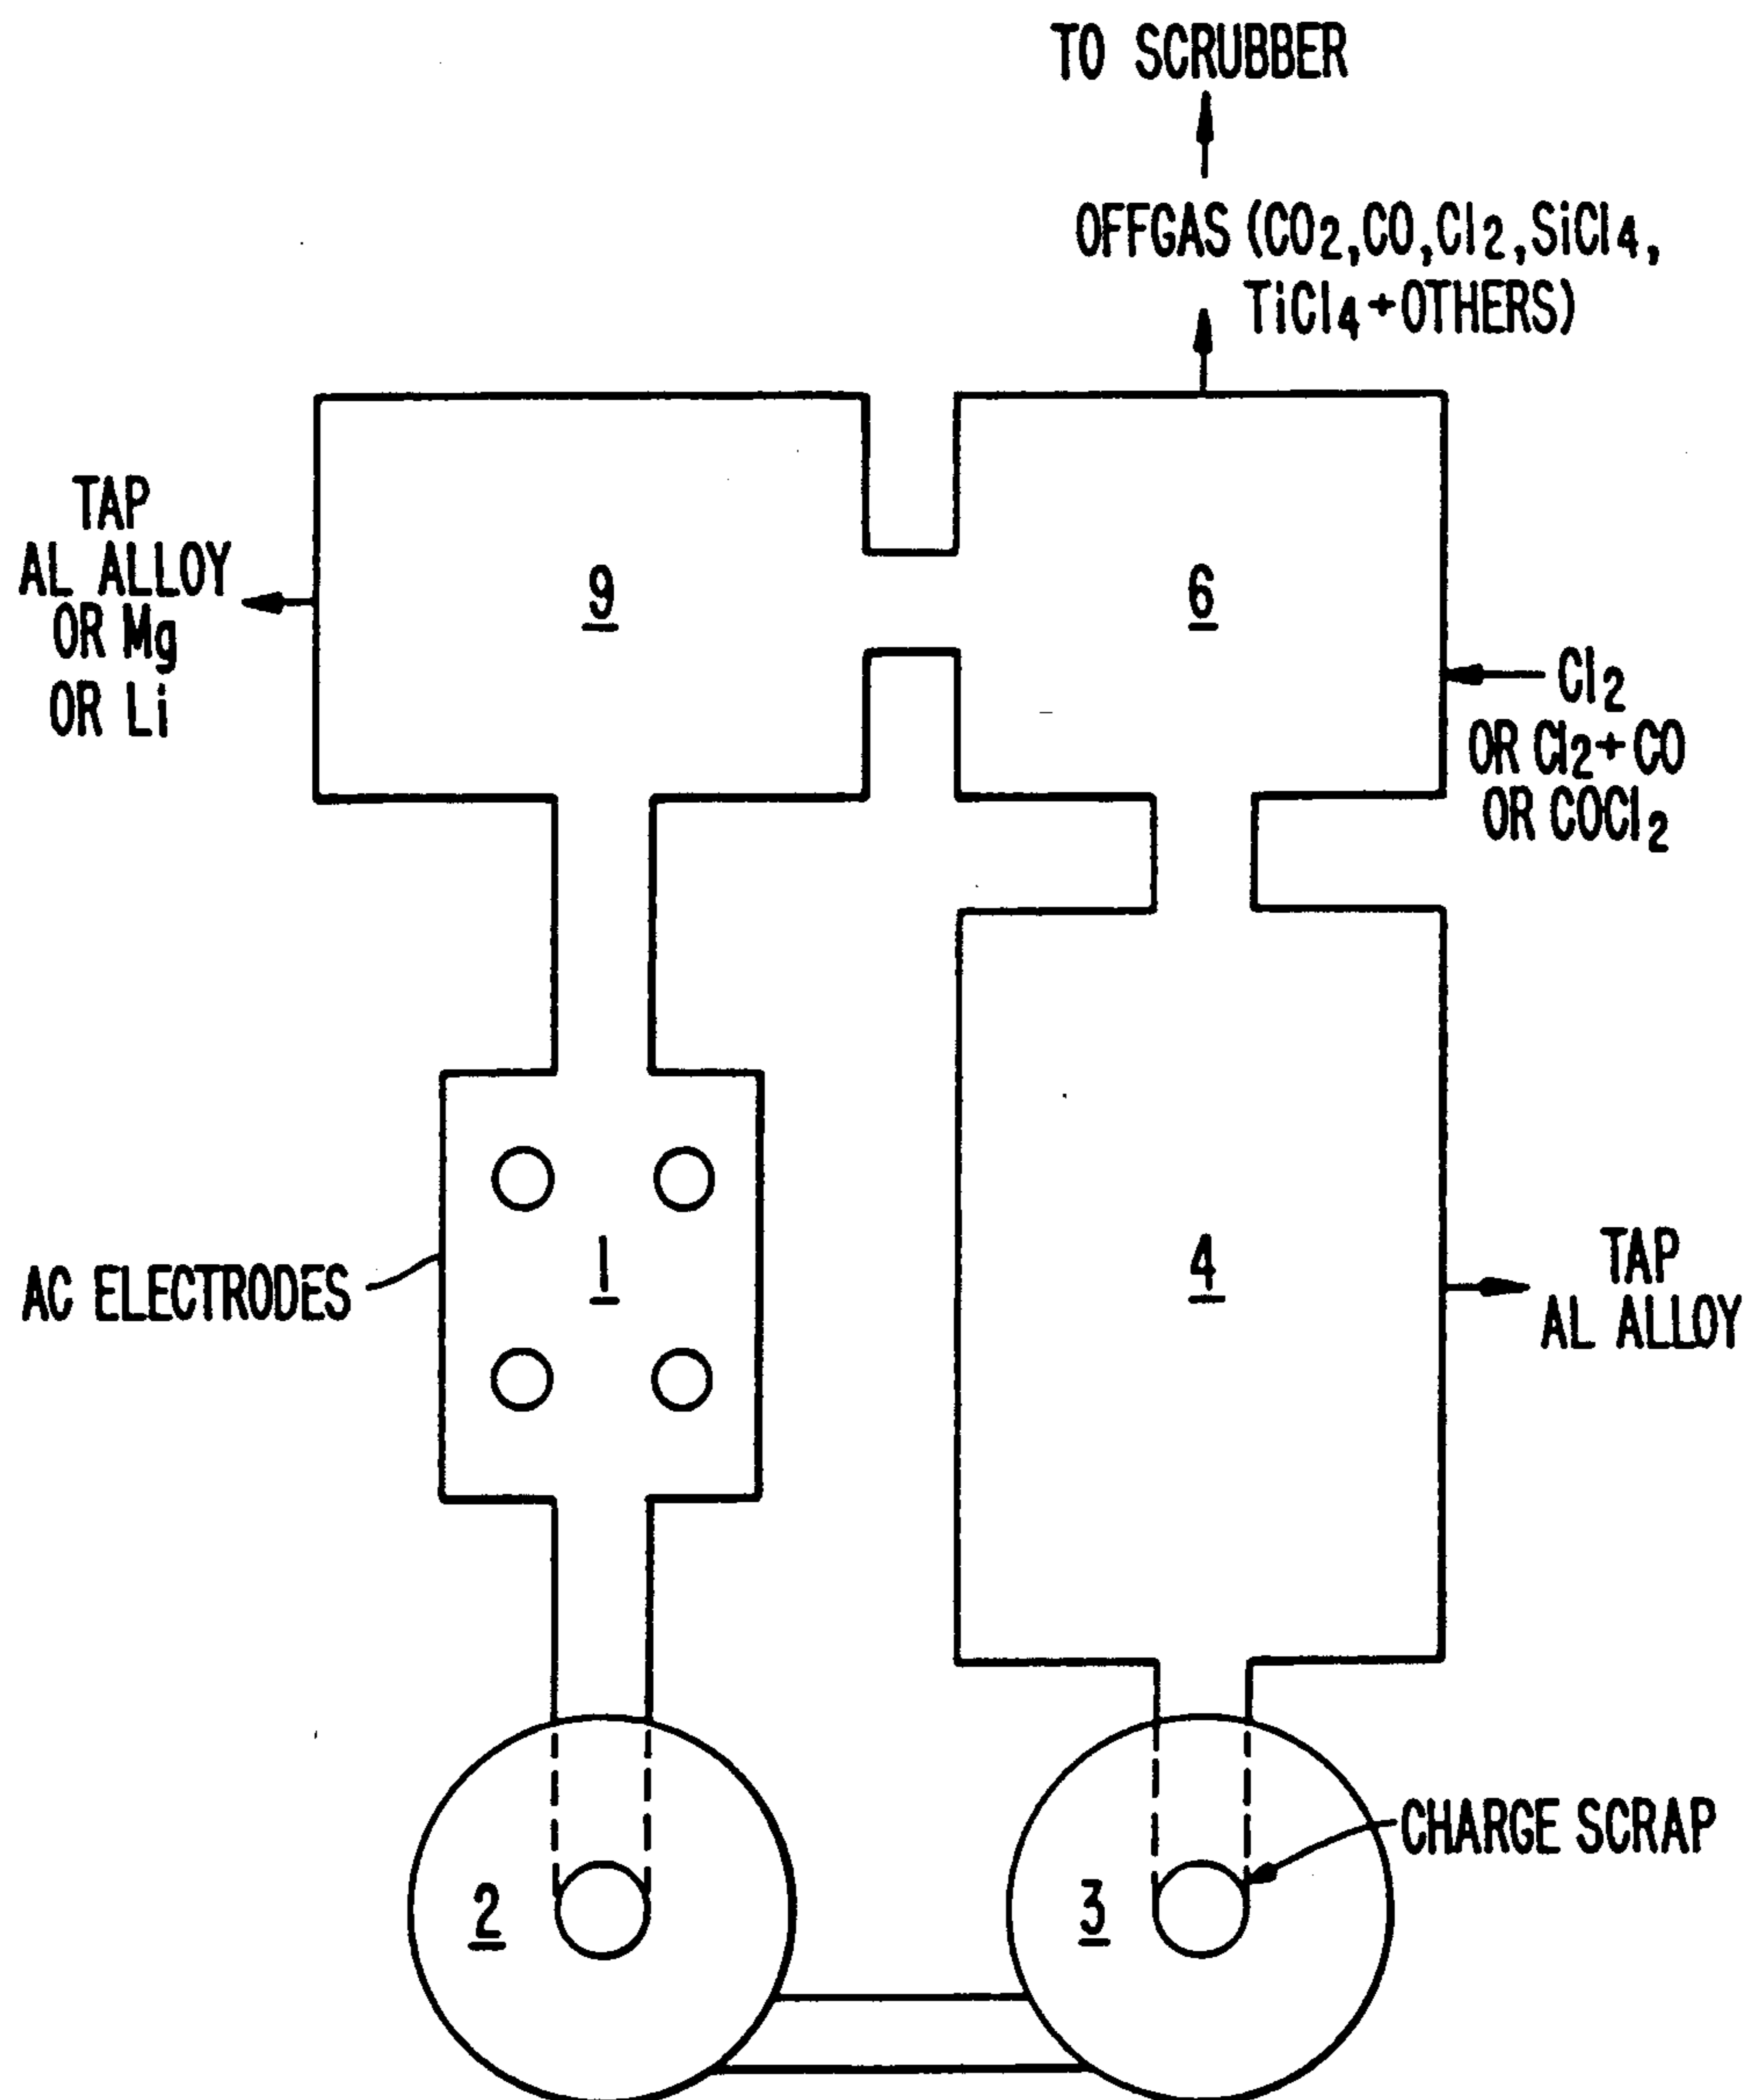 TO SCRUBBER
OFFGAS (CO2,CO,Cl2,SiCl4,
TiCl4+OTHERS)
TAP
AL ALLOY
OR Mg
OR Li
9
6
Cl2
OR Cl2+CO
OR COCl2
AC ELECTRODES
1
4
TAP
AL ALLOY
CHARGE SCRAP
2
3